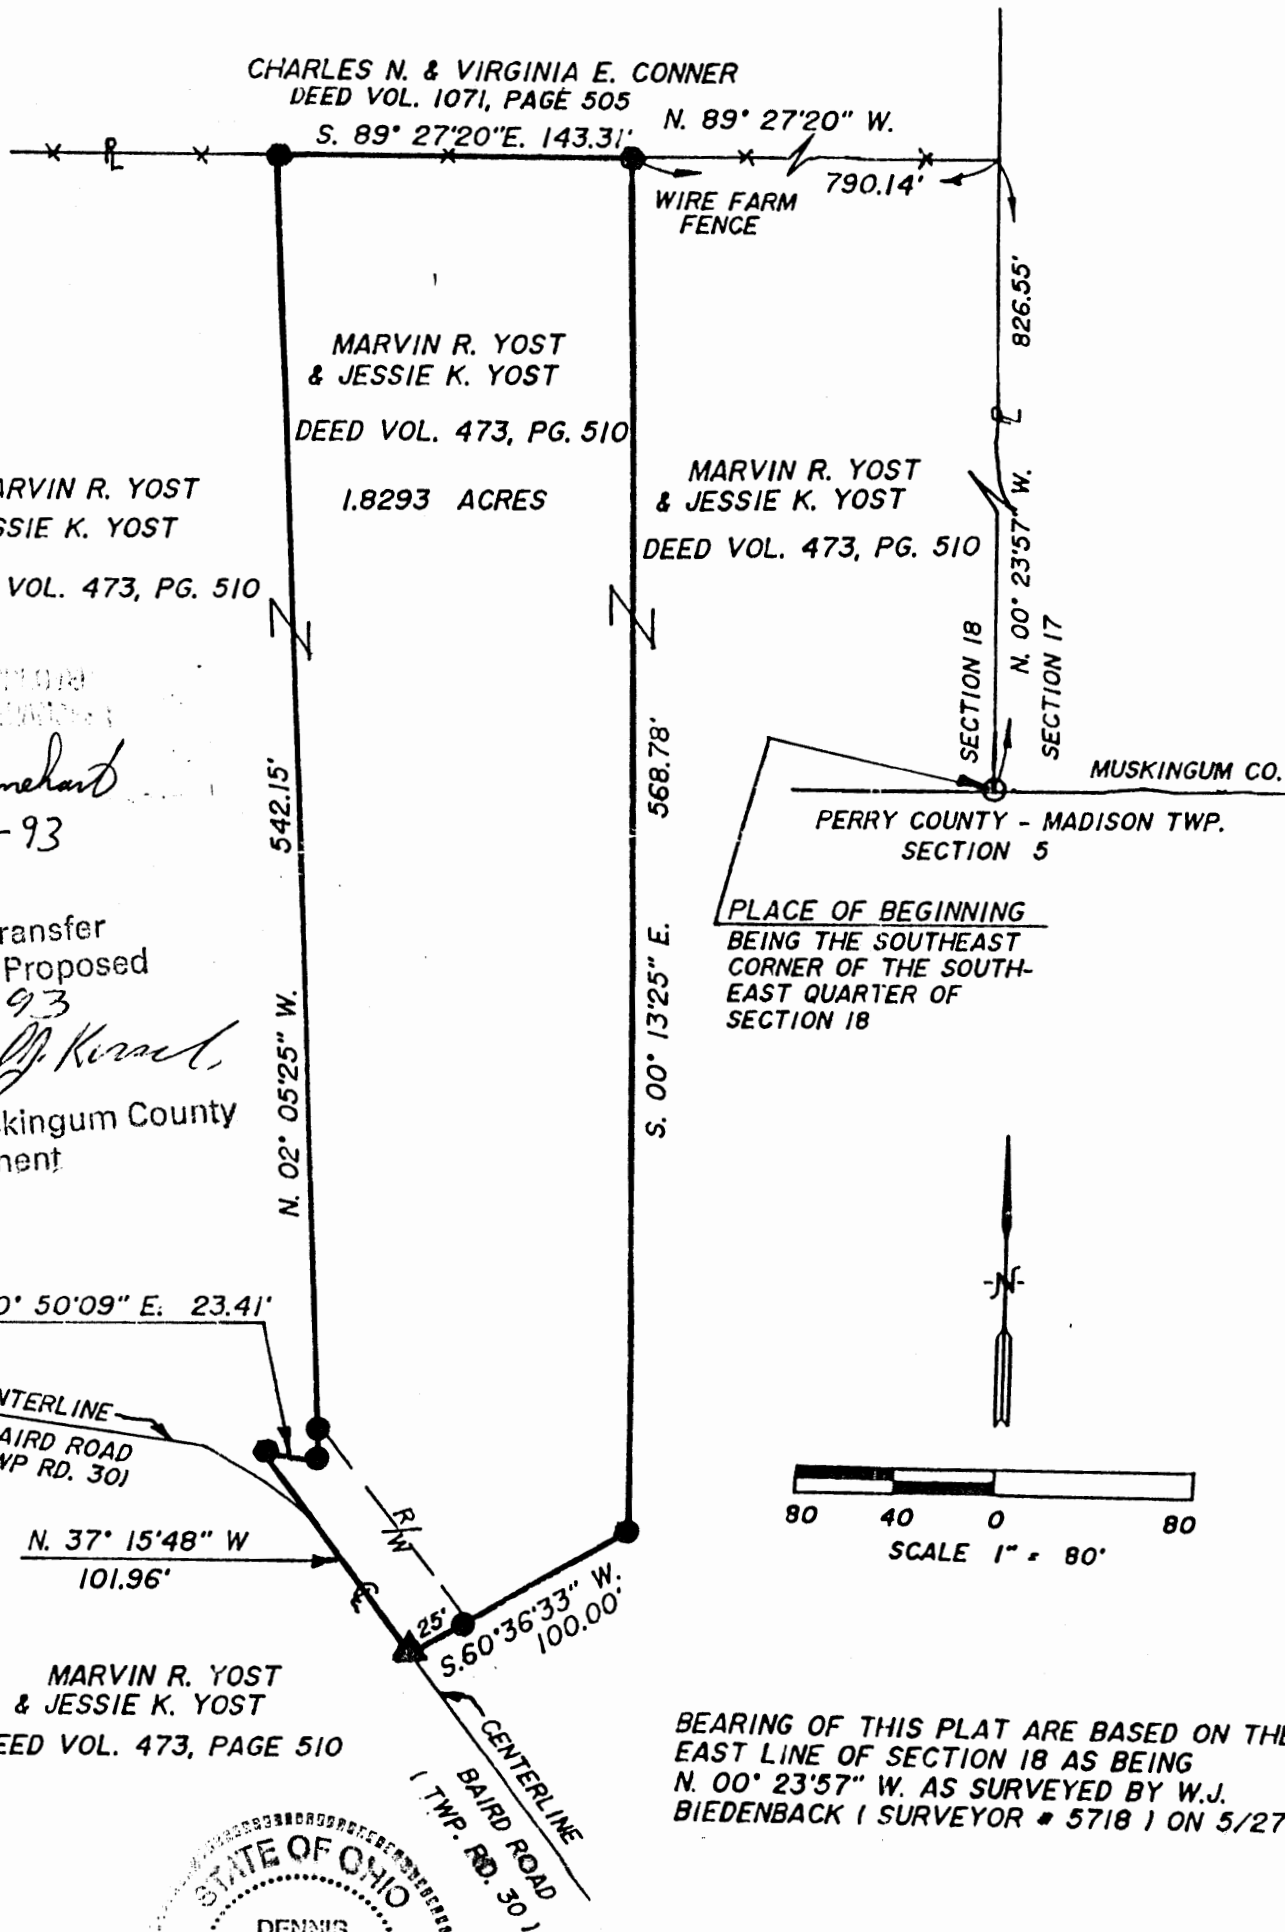 CHARLES N. & VIRGINIA E. CONNER
DEED VOL. 1071, PAGE 505
S. 89° 27'20"E. 143.31'
N. 89° 27'20" W.
790.14'
WIRE FARM
FENCE
826.55'
MARVIN R. YOST
& JESSIE K. YOST
DEED VOL. 473, PG. 510
1.8293 ACRES
ARVIN R. YOST
SSIE K. YOST
VOL. 473, PG. 510
MARVIN R. YOST
& JESSIE K. YOST
DEED VOL. 473, PG. 510
N. 00° 23'57" W.
SECTION 18
SECTION 17
MUSKINGUM CO.
PERRY COUNTY - MADISON TWP.
SECTION 5
PLACE OF BEGINNING
BEING THE SOUTHEAST
CORNER OF THE SOUTH-
EAST QUARTER OF
SECTION 18
542.15'
N. 02° 05'25" W.
568.78'
S. 00° 13'25" E.
nehart
-93
ransfer
Proposed
93
skingum County
ment
0° 50'09" E. 23.41'
NTERLINE
AIRD ROAD
WP RD. 30)
N. 37° 15'48" W
101.96'
R/W
25'
S. 60° 36'33" W.
100.00'
-N-
80 40 0 80
SCALE 1" = 80'
MARVIN R. YOST
& JESSIE K. YOST
EED VOL. 473, PAGE 510
CENTERLINE
BAIRD ROAD
( TWP. RD. 30 )
BEARING OF THIS PLAT ARE BASED ON THE
EAST LINE OF SECTION 18 AS BEING
N. 00° 23'57" W. AS SURVEYED BY W.J.
BIEDENBACK ( SURVEYOR # 5718 ) ON 5/27
STATE OF OHIO
DENNIS